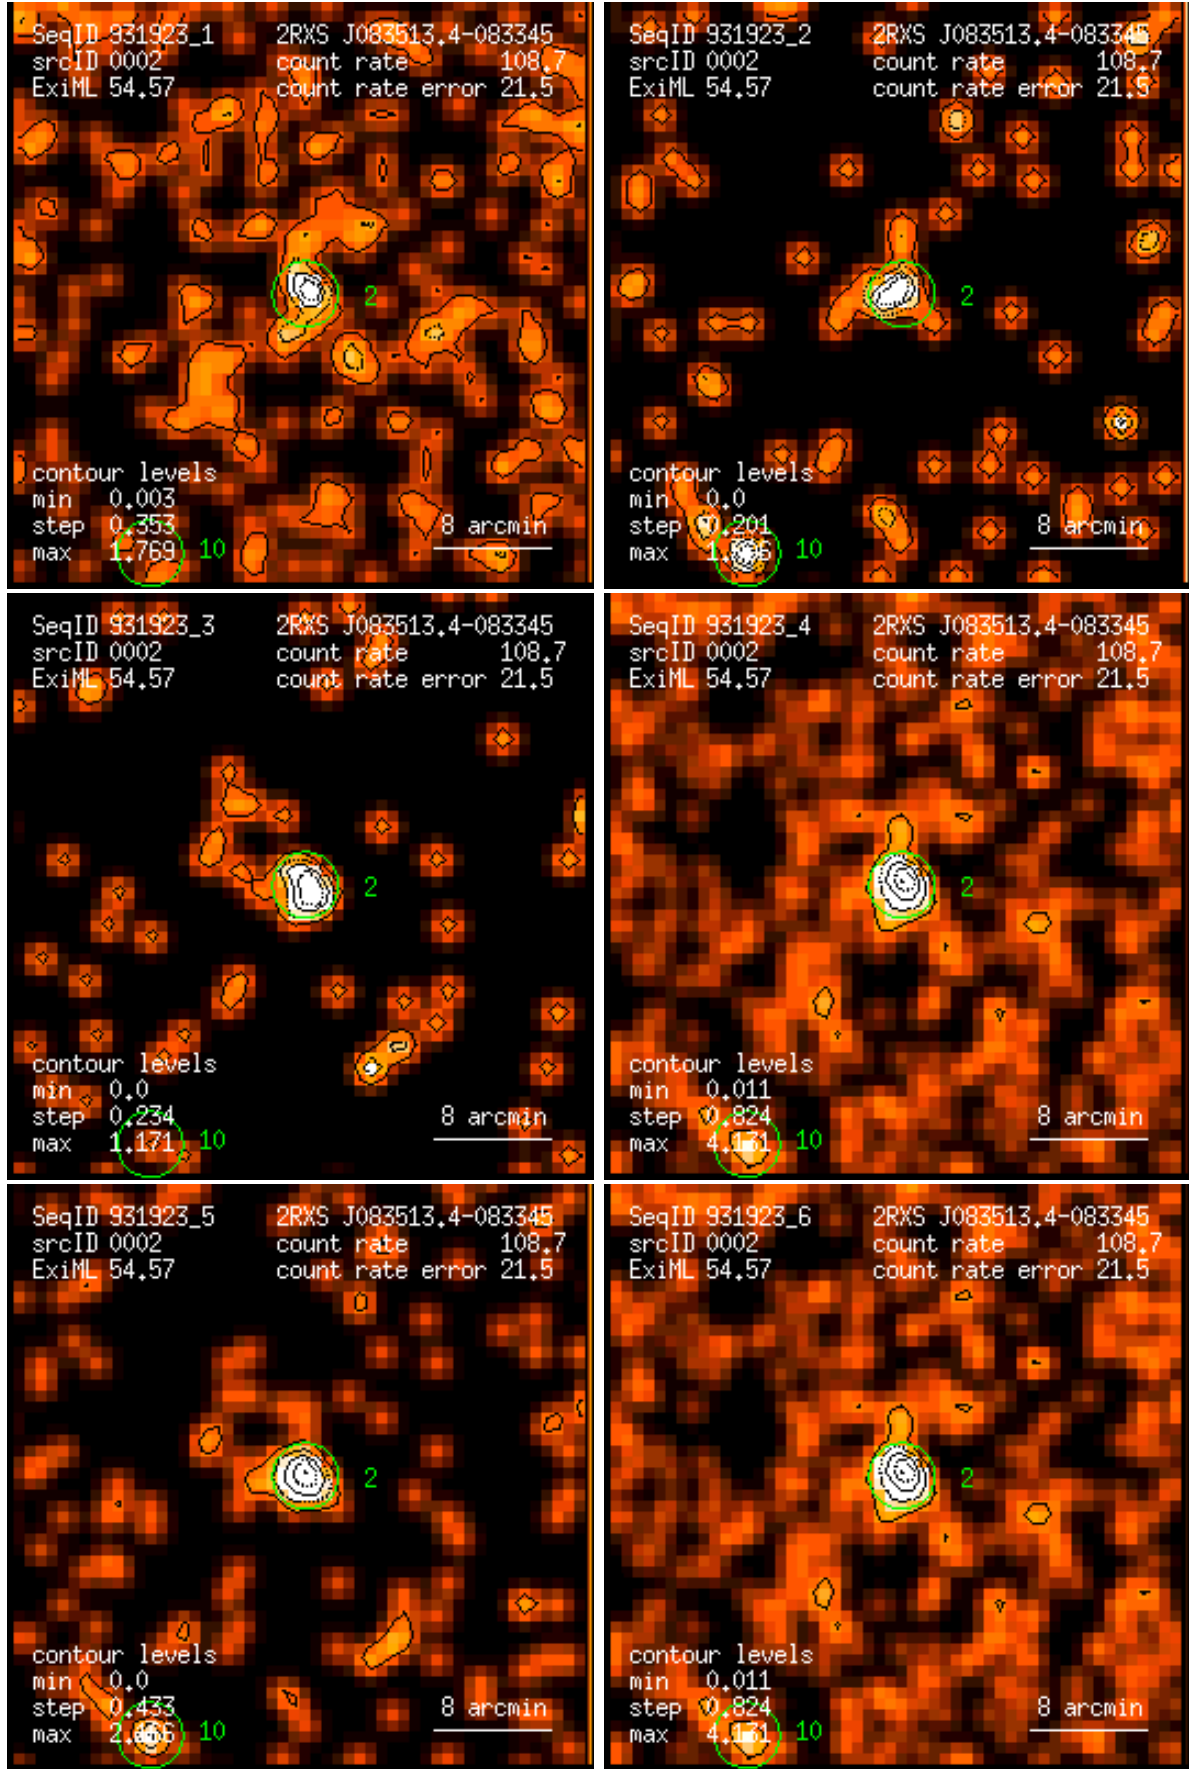 SeqID 931923_1 2RXS J083513.4-083345
srcID 0002 count rate 108.7
ExiML 54.57 count rate error 21.5
2
contour levels
min 0.003
step 0.353 8 arcmin
max 1.769 10
SeqID 931923_2 2RXS J083513.4-083345
srcID 0002 count rate 108.7
ExiML 54.57 count rate error 21.5
2
contour levels
min 0.0
step 0.201 8 arcmin
max 10
SeqID 931923_3 2RXS J083513.4-083345
srcID 0002 count rate 108.7
ExiML 54.57 count rate error 21.5
2
contour levels
min 0.0
step 0.234 8 arcmin
max 1.171 10
SeqID 931923_4 2RXS J083513.4-083345
srcID 0002 count rate 108.7
ExiML 54.57 count rate error 21.5
2
contour levels
min 0.011
step 0.824 8 arcmin
max 4.131 10
SeqID 931923_5 2RXS J083513.4-083345
srcID 0002 count rate 108.7
ExiML 54.57 count rate error 21.5
2
contour levels
min 0.0
step 0.433 8 arcmin
max 10
SeqID 931923_6 2RXS J083513.4-083345
srcID 0002 count rate 108.7
ExiML 54.57 count rate error 21.5
2
contour levels
min 0.011
step 0.824 8 arcmin
max 4.131 10